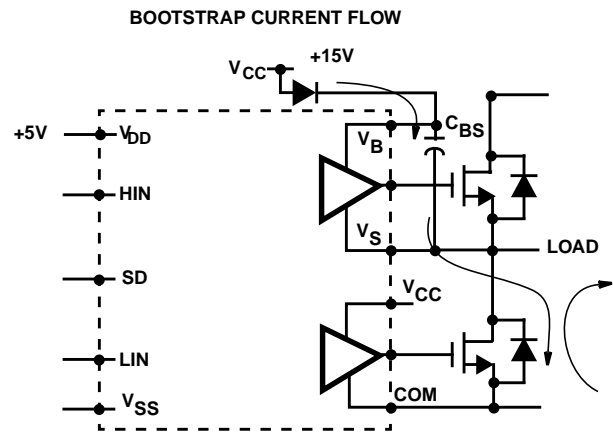 BOOTSTRAP CURRENT FLOW
+15V
VCC
CBS
+5V
VDD
VB
HIN
VS
LOAD
SD
VCC
LIN
COM
VSS